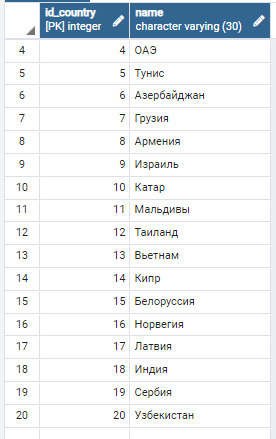 id_country name
[PK] integer character varying (30)
4 4 ОАЭ
5 5 Тунис
6 6 Азербайджан
7 7 Грузия
8 8 Армения
9 9 Израиль
10 10 Катар
11 11 Мальдивы
12 12 Таиланд
13 13 Вьетнам
14 14 Кипр
15 15 Белоруссия
16 16 Норвегия
17 17 Латвия
18 18 Индия
19 19 Сербия
20 20 Узбекистан